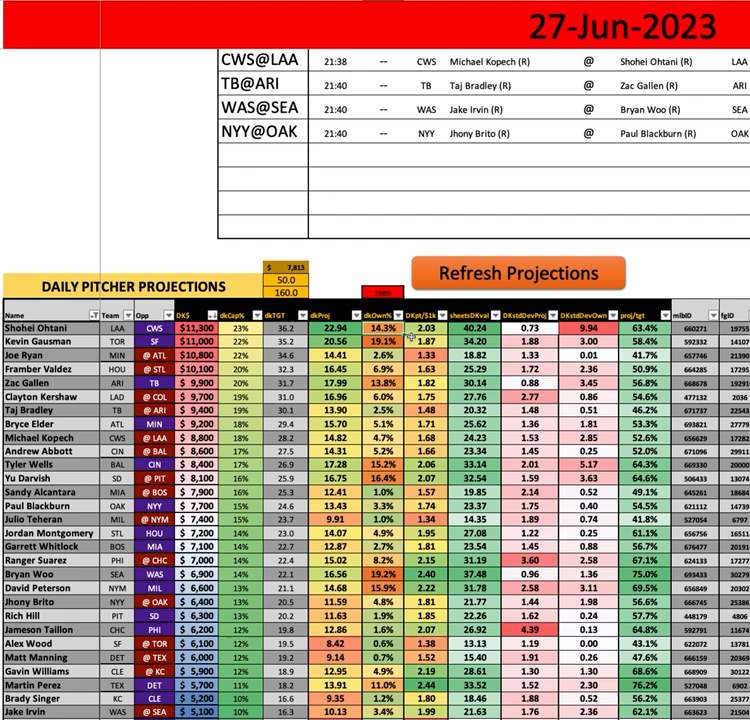 27-Jun-2023
CWS@LAA 21:38 -- CWS Michael Kopech (R) @ Shohei Ohtani (R) LAA
TB@ARI 21:40 -- TB Taj Bradley (R) @ Zac Gallen (R) ARI
WAS@SEA 21:40 -- WAS Jake Irvin (R) @ Bryan Woo (R) SEA
NYY@OAK 21:40 -- NYY Jhony Brito (R) @ Paul Blackburn (R) OAK
$ 7,813
DAILY PITCHER PROJECTIONS 50.0 Refresh Projections
160.0
Name Team Opp DK$ dkCap% dkTGT dkProj dkOwn% DKpt/$1k sheetsDKval DKstdDevProj DKstdDevOwn proj/tgt mlbID fgID
Shohei Ohtani LAA CWS $11,300 23% 36.2 22.94 14.3% 2.03 40.24 0.73 9.94 63.4% 660271 19755
Kevin Gausman TOR SF $11,000 22% 35.2 20.56 19.1% 1.87 34.20 1.88 3.00 58.4% 592332 14107
Joe Ryan MIN @ ATL $10,800 22% 34.6 14.41 2.6% 1.33 18.82 1.33 0.01 41.7% 657746 21390
Framber Valdez HOU @ STL $10,100 20% 32.3 16.45 6.9% 1.63 25.29 1.72 2.36 50.9% 664285 17295
Zac Gallen ARI TB $ 9,900 20% 31.7 17.99 13.8% 1.82 30.14 0.88 3.45 56.8% 668678 19291
Clayton Kershaw LAD @ COL $ 9,700 19% 31.0 16.96 6.0% 1.75 27.76 2.77 0.86 54.6% 477132 2036
Taj Bradley TB @ ARI $ 9,400 19% 30.1 13.90 2.5% 1.48 20.32 1.48 0.51 46.2% 671737 22543
Bryce Elder ATL MIN $ 9,200 18% 29.4 15.70 5.1% 1.71 25.62 1.36 1.81 53.3% 693821 27779
Michael Kopech CWS @ LAA $ 8,800 18% 28.2 14.82 4.7% 1.68 24.23 1.53 2.85 52.6% 656629 17282
Andrew Abbott CIN @ BAL $ 8,600 17% 27.5 14.31 5.2% 1.66 23.54 1.45 0.25 52.0% 671096 29911
Tyler Wells BAL CIN $ 8,400 17% 26.9 17.28 15.2% 2.06 33.14 2.01 5.17 64.3% 669330 20000
Yu Darvish SD @ PIT $ 8,100 16% 25.9 16.75 16.4% 2.07 32.54 1.59 3.63 64.6% 506433 13074
Sandy Alcantara MIA @ BOS $ 7,900 16% 25.3 12.41 1.0% 1.57 19.85 2.14 0.52 49.1% 645261 18684
Paul Blackburn OAK NYY $ 7,700 15% 24.6 13.43 3.3% 1.74 23.37 1.75 0.40 54.5% 621112 14739
Julio Teheran MIL @ NYM $ 7,400 15% 23.7 9.91 1.0% 1.34 14.35 1.89 0.74 41.8% 527054 6797
Jordan Montgomery STL HOU $ 7,200 14% 23.0 14.07 4.9% 1.95 27.08 1.22 0.25 61.1% 656756 16511
Garrett Whitlock BOS MIA $ 7,100 14% 22.7 12.87 2.7% 1.81 23.54 1.45 0.88 56.7% 676477 20191
Ranger Suarez PHI @ CHC $ 7,000 14% 22.4 15.02 8.2% 2.15 31.19 3.60 2.58 67.1% 624133 17277
Bryan Woo SEA WAS $ 6,900 14% 22.1 16.56 19.2% 2.40 37.48 0.96 1.36 75.0% 693433 30279
David Peterson NYM MIL $ 6,600 13% 21.1 14.68 15.9% 2.22 31.78 2.58 3.11 69.5% 656849 20302
Jhony Brito NYY @ OAK $ 6,400 13% 20.5 11.59 4.8% 1.81 21.77 1.44 1.98 56.6% 666745 25386
Rich Hill PIT SD $ 6,300 13% 20.2 11.63 1.9% 1.85 22.26 1.62 0.24 57.7% 448179 4806
Jameson Taillon CHC PHI $ 6,200 12% 19.8 12.86 1.6% 2.07 26.92 4.39 0.13 64.8% 592791 11674
Alex Wood SF @ TOR $ 6,100 12% 19.5 8.42 0.6% 1.38 13.13 1.19 0.00 43.1% 622072 13781
Matt Manning DET @ TEX $ 6,000 12% 19.2 9.14 0.7% 1.52 15.40 1.91 0.26 47.6% 666159 20369
Gavin Williams CLE @ KC $ 5,900 12% 18.9 12.95 4.9% 2.19 28.61 1.30 1.30 68.6% 668909 30122
Martin Perez TEX DET $ 5,700 11% 18.2 13.91 11.0% 2.44 33.52 1.52 2.30 76.2% 527048 6902
Brady Singer KC CLE $ 5,200 10% 16.6 9.35 1.2% 1.80 18.46 1.88 0.52 56.2% 663903 25377
Jake Irvin WAS @ SEA $ 5,100 10% 16.3 10.13 3.4% 1.99 21.63 1.76 2.36 62.1% 663623 21504